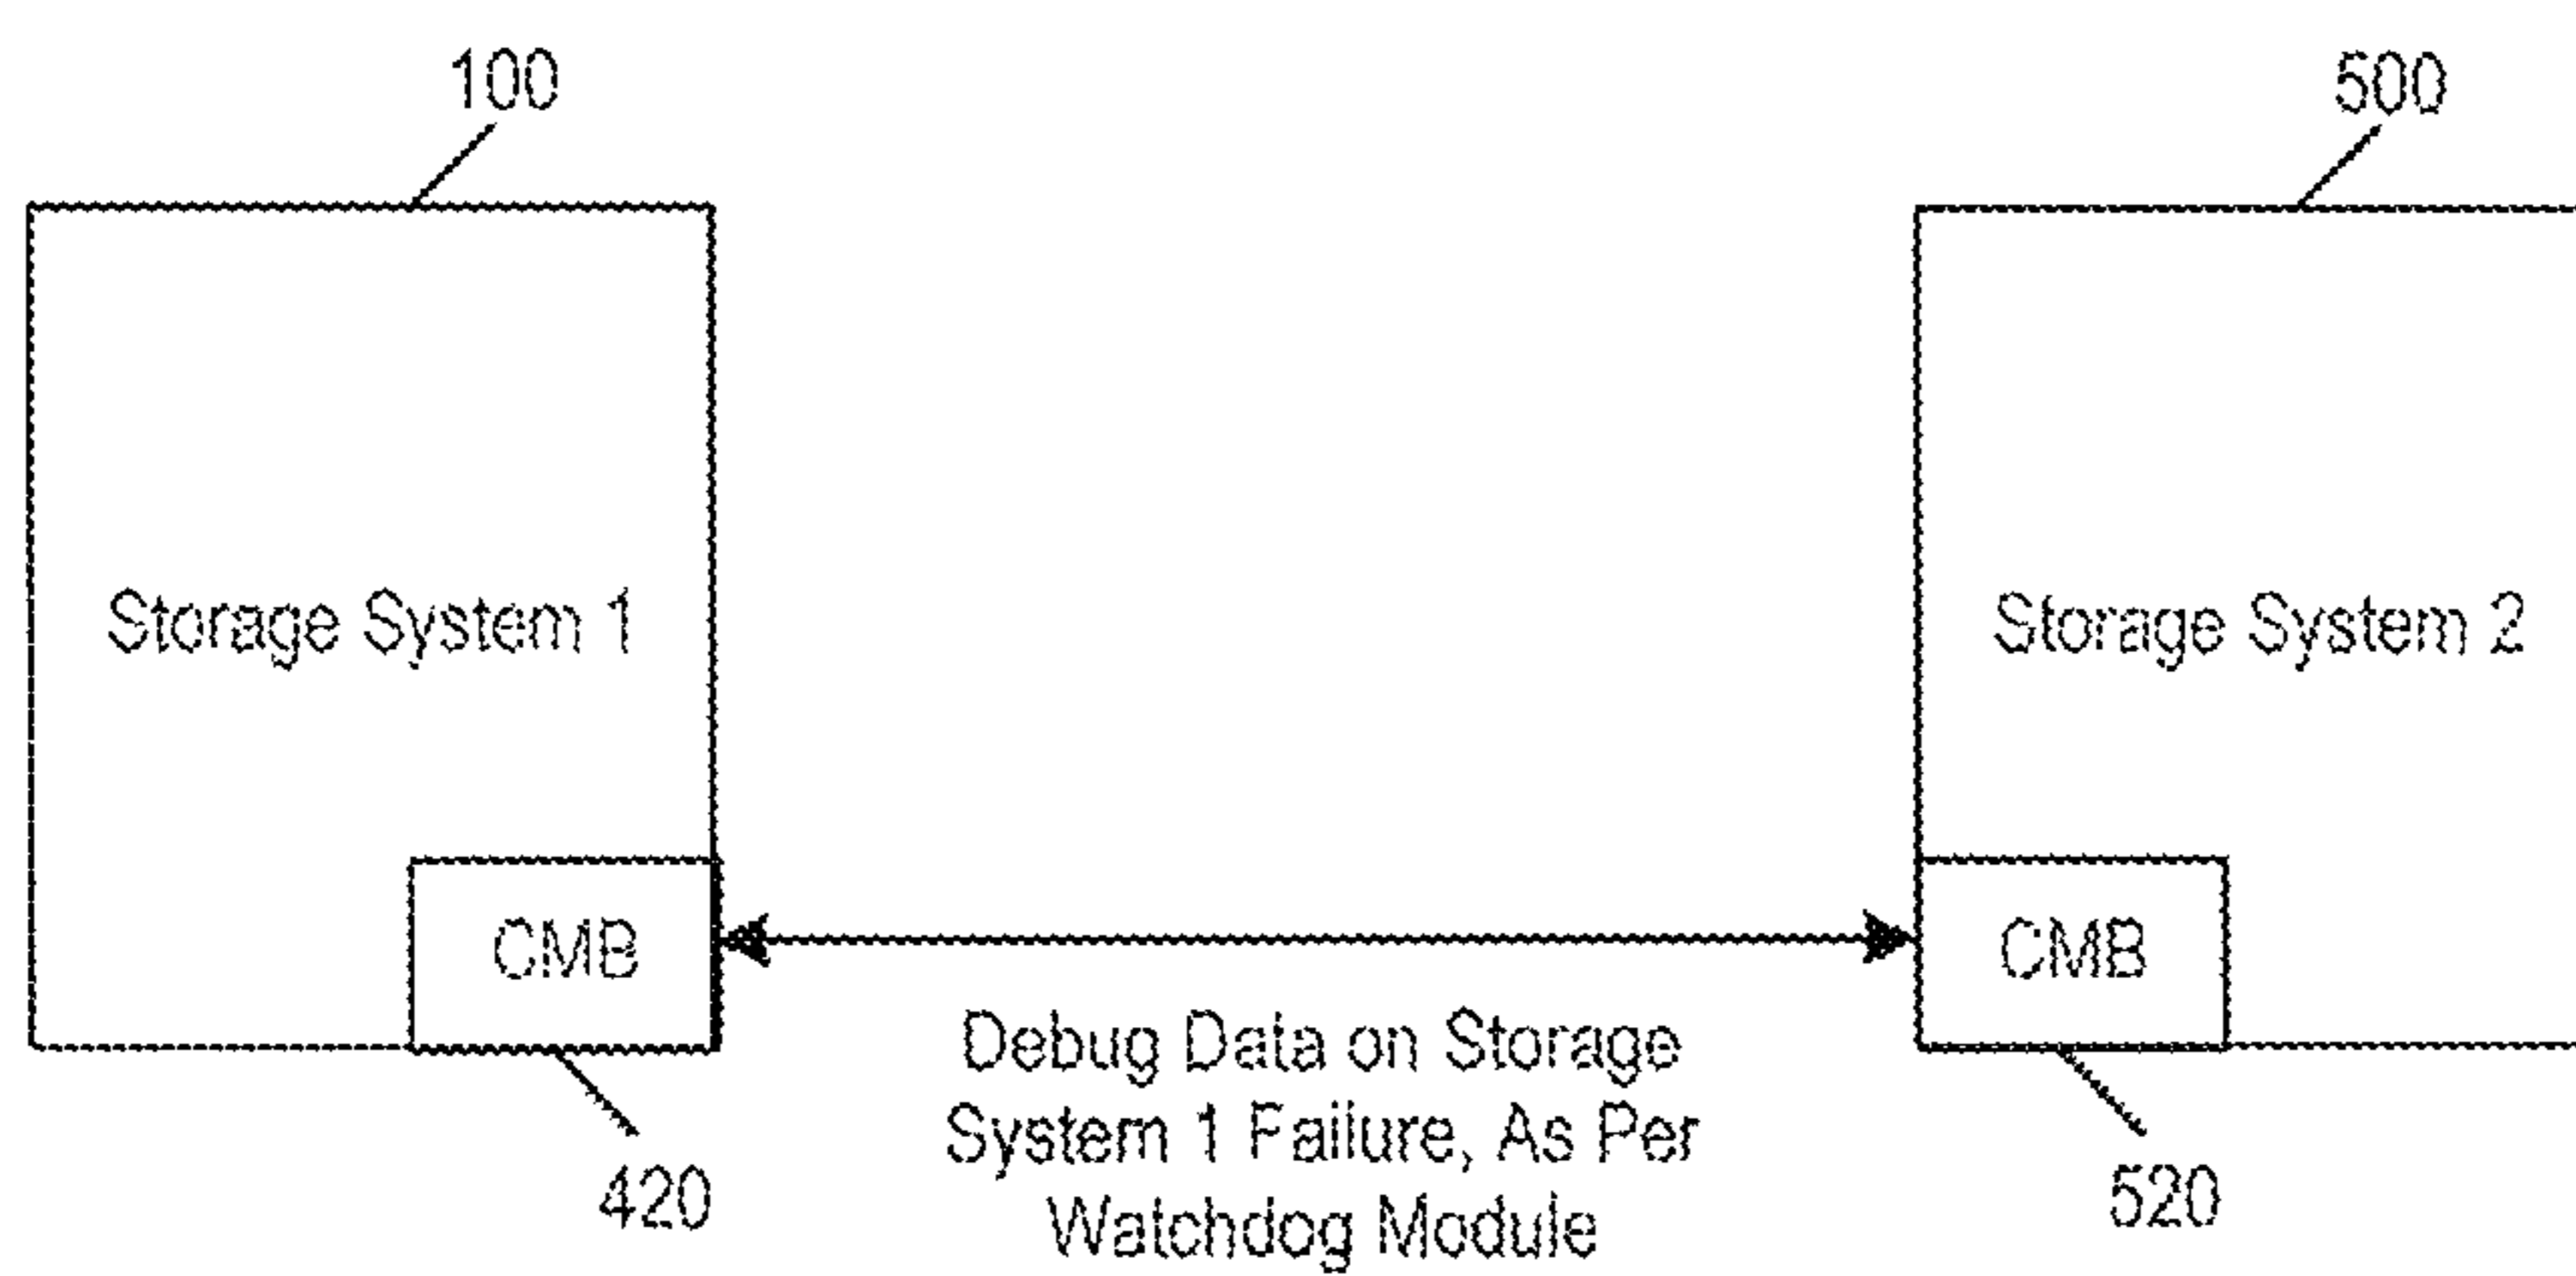 100
500
Storage System 1
Storage System 2
CMB
CMB
Debug Data on Storage
System 1 Failure, As Per
Watchdog Module
420
520